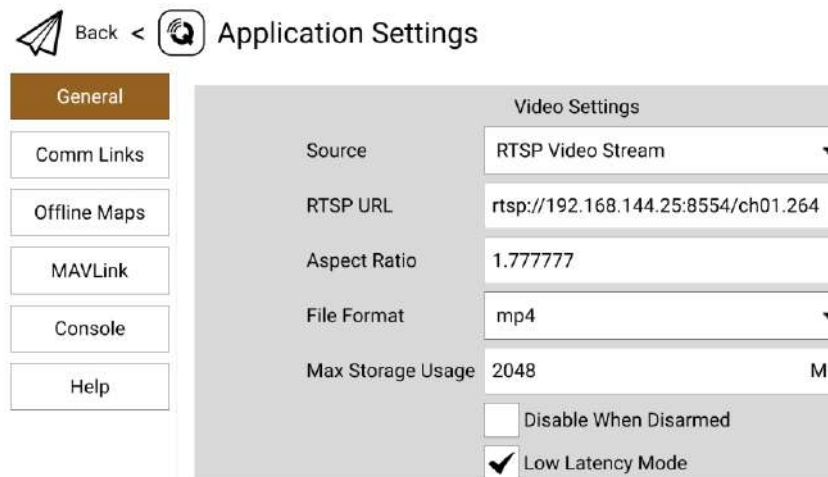 Back < Application Settings
General
Comm Links
Offline Maps
MAVLink
Console
Help
Video Settings
Source RTSP Video Stream
RTSP URL rtsp://192.168.144.25:8554/ch01.264
Aspect Ratio 1.777777
File Format mp4
Max Storage Usage 2048 M
Disable When Disarmed
Low Latency Mode